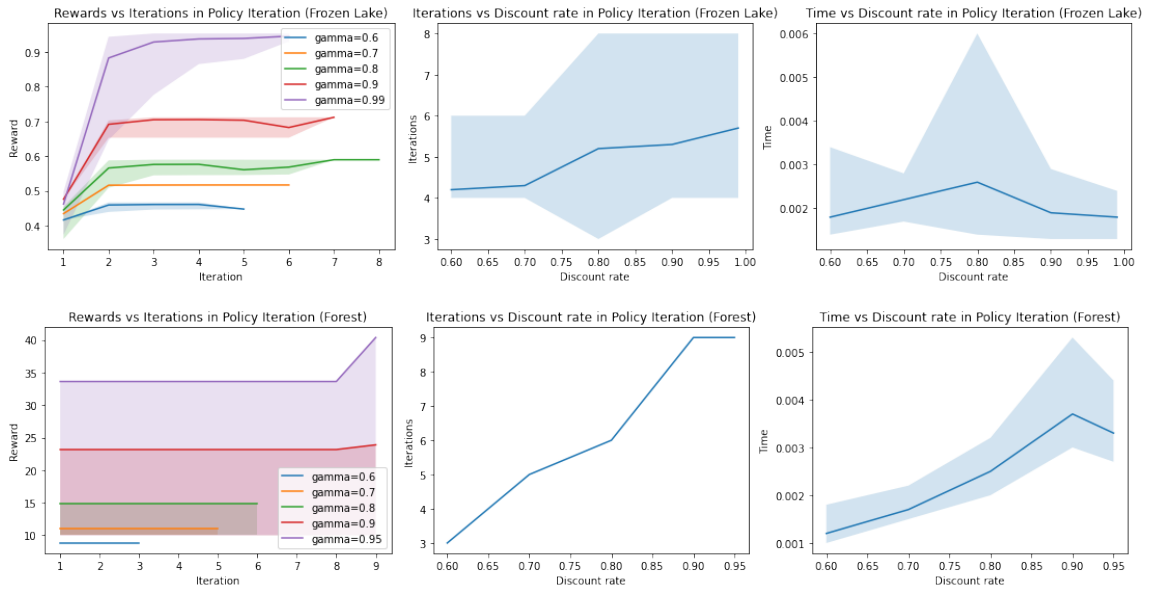 Rewards vs Iterations in Policy Iteration (Frozen Lake)
Reward
0.9
0.8
0.7
0.6
0.5
0.4
gamma=0.6
gamma=0.7
gamma=0.8
gamma=0.9
gamma=0.99
1 2 3 4 5 6 7 8
Iteration
Iterations vs Discount rate in Policy Iteration (Frozen Lake)
Iterations
8
7
6
5
4
3
0.60 0.65 0.70 0.75 0.80 0.85 0.90 0.95 1.00
Discount rate
Time vs Discount rate in Policy Iteration (Frozen Lake)
Time
0.006
0.005
0.004
0.003
0.002
0.60 0.65 0.70 0.75 0.80 0.85 0.90 0.95 1.00
Discount rate
Rewards vs Iterations in Policy Iteration (Forest)
Reward
40
35
30
25
20
15
10
gamma=0.6
gamma=0.7
gamma=0.8
gamma=0.9
gamma=0.95
1 2 3 4 5 6 7 8 9
Iteration
Iterations vs Discount rate in Policy Iteration (Forest)
Iterations
9
8
7
6
5
4
3
0.60 0.65 0.70 0.75 0.80 0.85 0.90 0.95
Discount rate
Time vs Discount rate in Policy Iteration (Forest)
Time
0.005
0.004
0.003
0.002
0.001
0.60 0.65 0.70 0.75 0.80 0.85 0.90 0.95
Discount rate